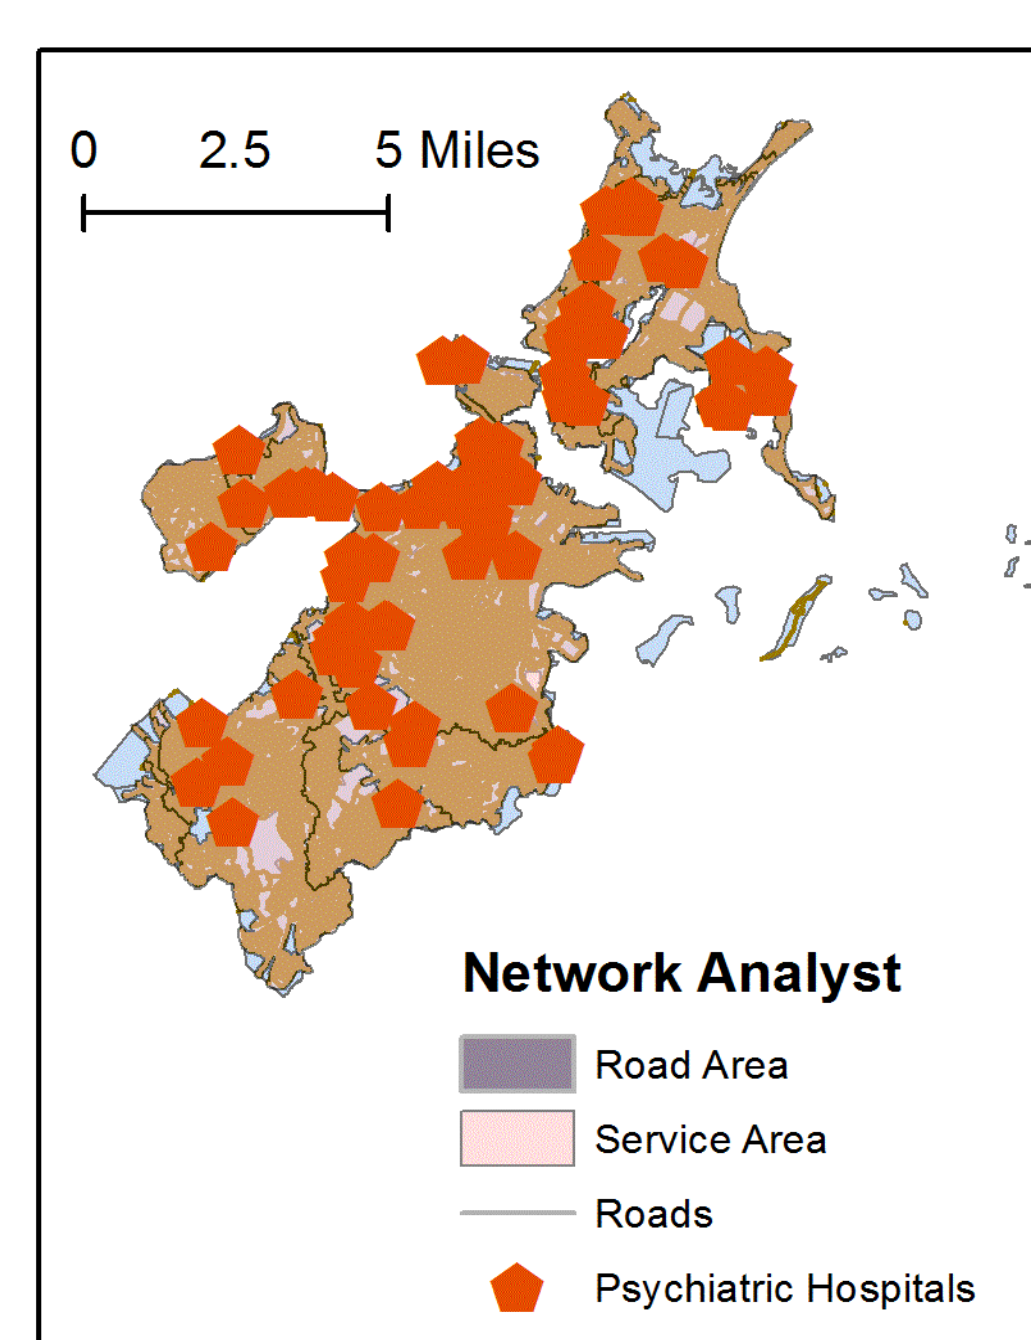 0 2.5 5 Miles
Network Analyst
Road Area
Service Area
Roads
Psychiatric Hospitals